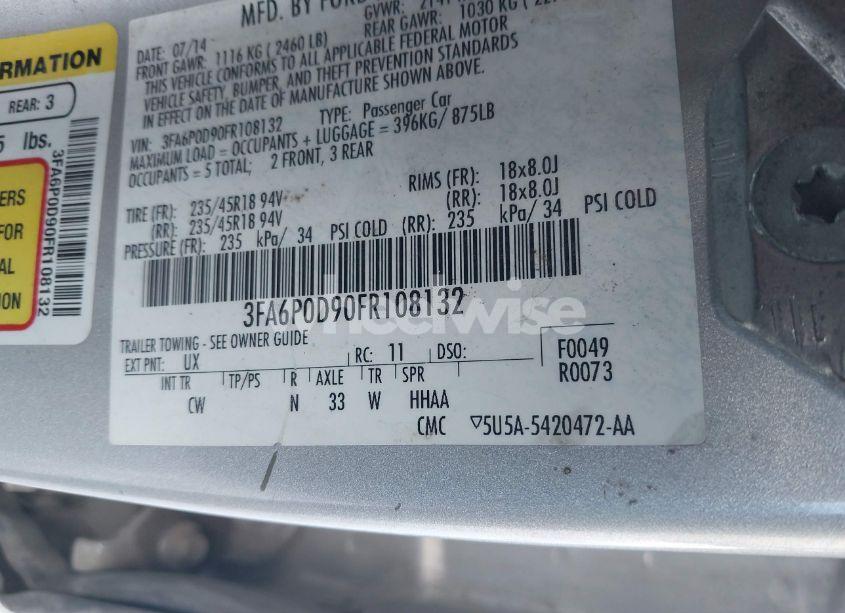 MFD. BY FORD
GVWR:
DATE: 07/14
FRONT GAWR: 1116 KG ( 2460 LB)
REAR GAWR: 1030 KG
THIS VEHICLE CONFORMS TO ALL APPLICABLE FEDERAL MOTOR
VEHICLE SAFETY, BUMPER, AND THEFT PREVENTION STANDARDS
IN EFFECT ON THE DATE OF MANUFACTURE SHOWN ABOVE.
VIN: 3FA6P0D90FR108132 TYPE: Passenger Car
MAXIMUM LOAD = OCCUPANTS + LUGGAGE = 396KG/ 875LB
OCCUPANTS = 5 TOTAL; 2 FRONT, 3 REAR
TIRE (FR): 235/45R18 94V RIMS (FR): 18x8.0J
(RR): 235/45R18 94V (RR): 18x8.0J
PRESSURE (FR): 235 kPa/ 34 PSI COLD (RR): 235 kPa/ 34 PSI COLD
3FA6P0D90FR108132
wheelwise
TRAILER TOWING - SEE OWNER GUIDE
EXT PNT: UX RC: 11 DSO: F0049
INT TR TP/PS R AXLE TR SPR R0073
CW N 33 W HHAA
CMC ▽5U5A-5420472-AA
ORMATION
REAR: 3
5 lbs.
3FA6P0D90FR108132
ERS
FOR
AL
ION